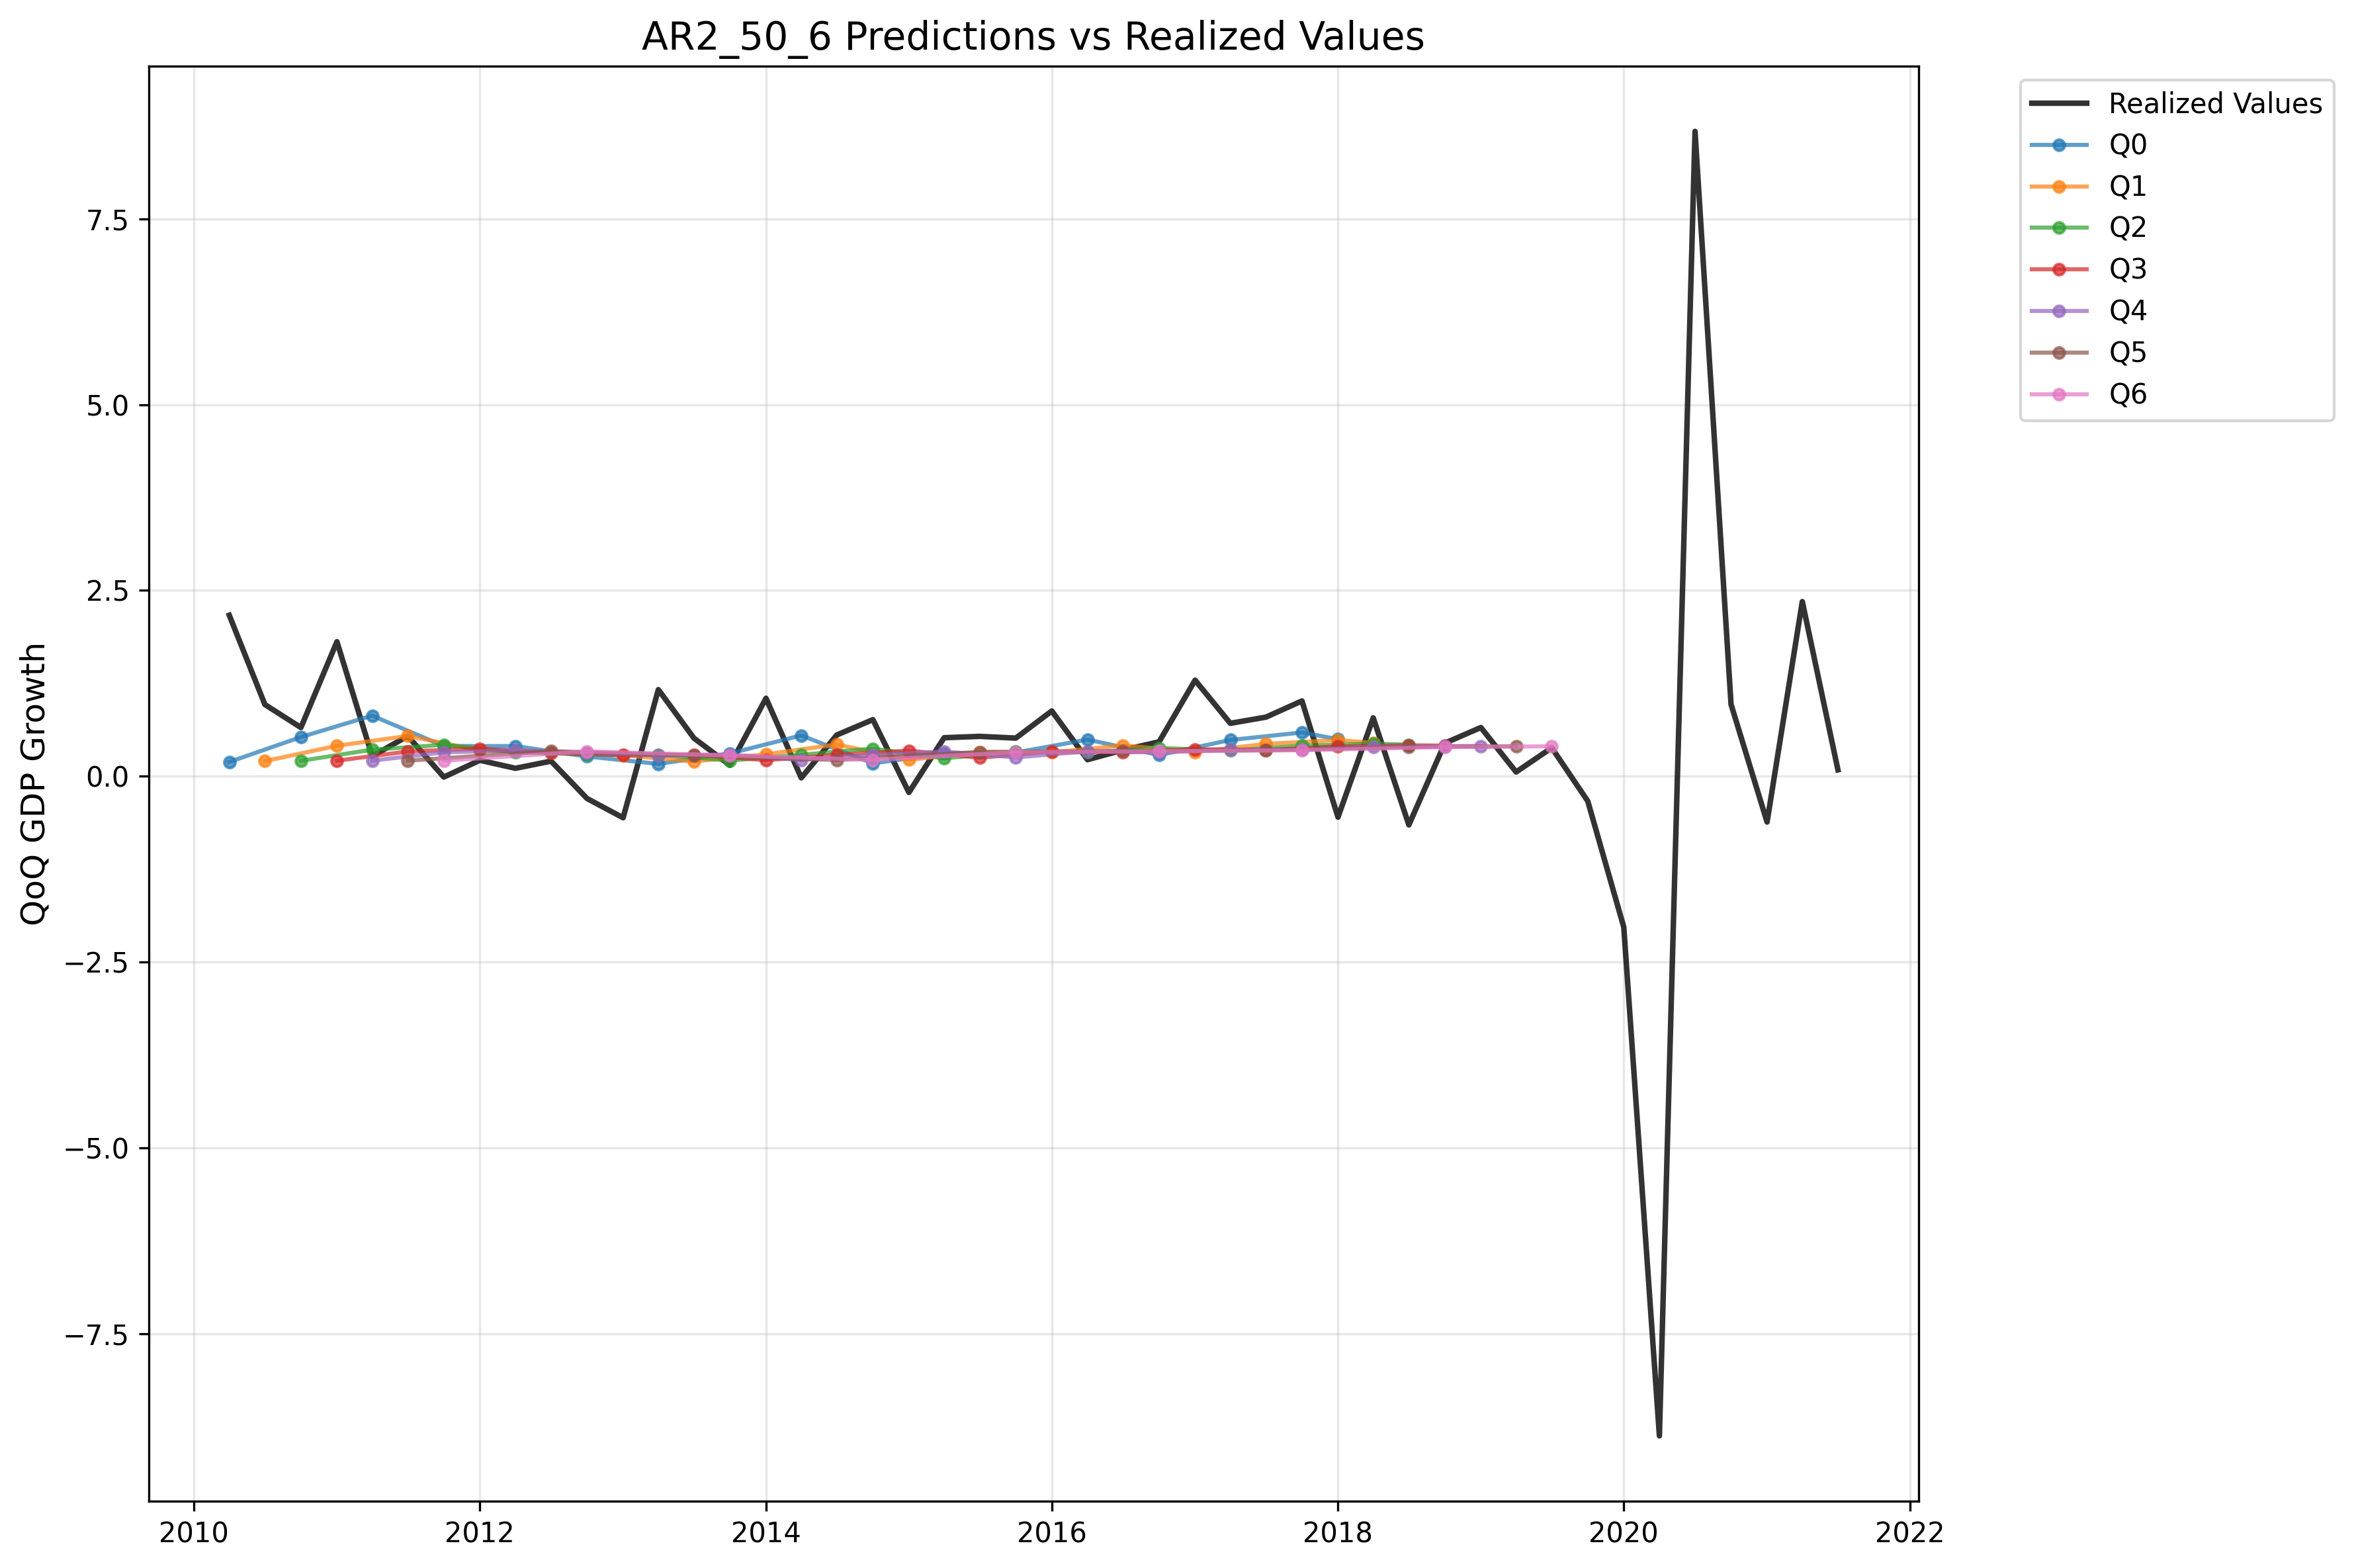 AR2_50_6 Predictions vs Realized Values
QoQ GDP Growth
7.5
5.0
2.5
0.0
−2.5
−5.0
−7.5
2010
2012
2014
2016
2018
2020
2022
Realized Values
Q0
Q1
Q2
Q3
Q4
Q5
Q6